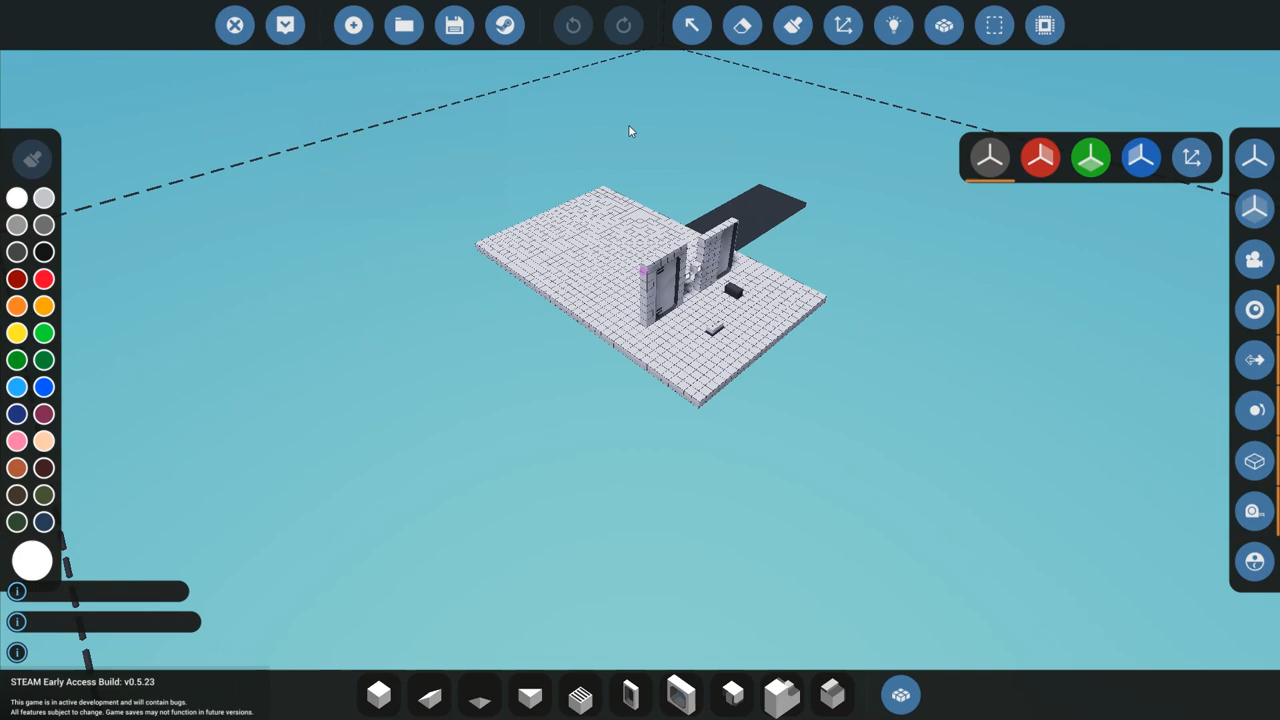 STEAM Early Access Build: v0.5.23
This game is in active development and will contain bugs.
All features subject to change. Game saves may not function in future versions.